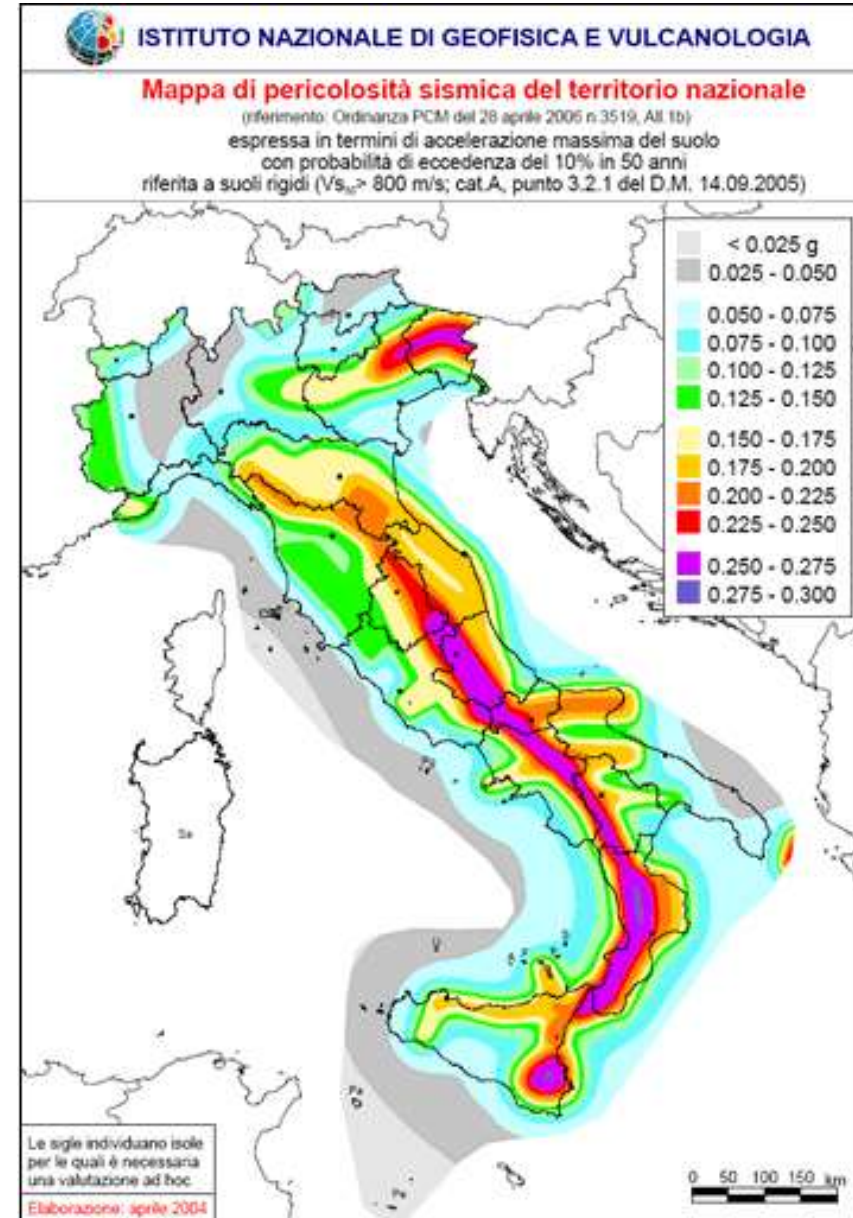 ISTITUTO NAZIONALE DI GEOFISICA E VULCANOLOGIA
Mappa di pericolosità sismica del territorio nazionale
(riferimento: Ordinanza PCM del 28 aprile 2006 n.3519, All.1b)
espressa in termini di accelerazione massima del suolo
con probabilità di eccedenza del 10% in 50 anni
riferita a suoli rigidi (Vs₃₀> 800 m/s; cat.A, punto 3.2.1 del D.M. 14.09.2005)
< 0.025 g
0.025 - 0.050
0.050 - 0.075
0.075 - 0.100
0.100 - 0.125
0.125 - 0.150
0.150 - 0.175
0.175 - 0.200
0.200 - 0.225
0.225 - 0.250
0.250 - 0.275
0.275 - 0.300
Sa
Pa
Pe
Le sigle individuano isole
per le quali è necessaria
una valutazione ad hoc
Elaborazione: aprile 2004
0 50 100 150 km